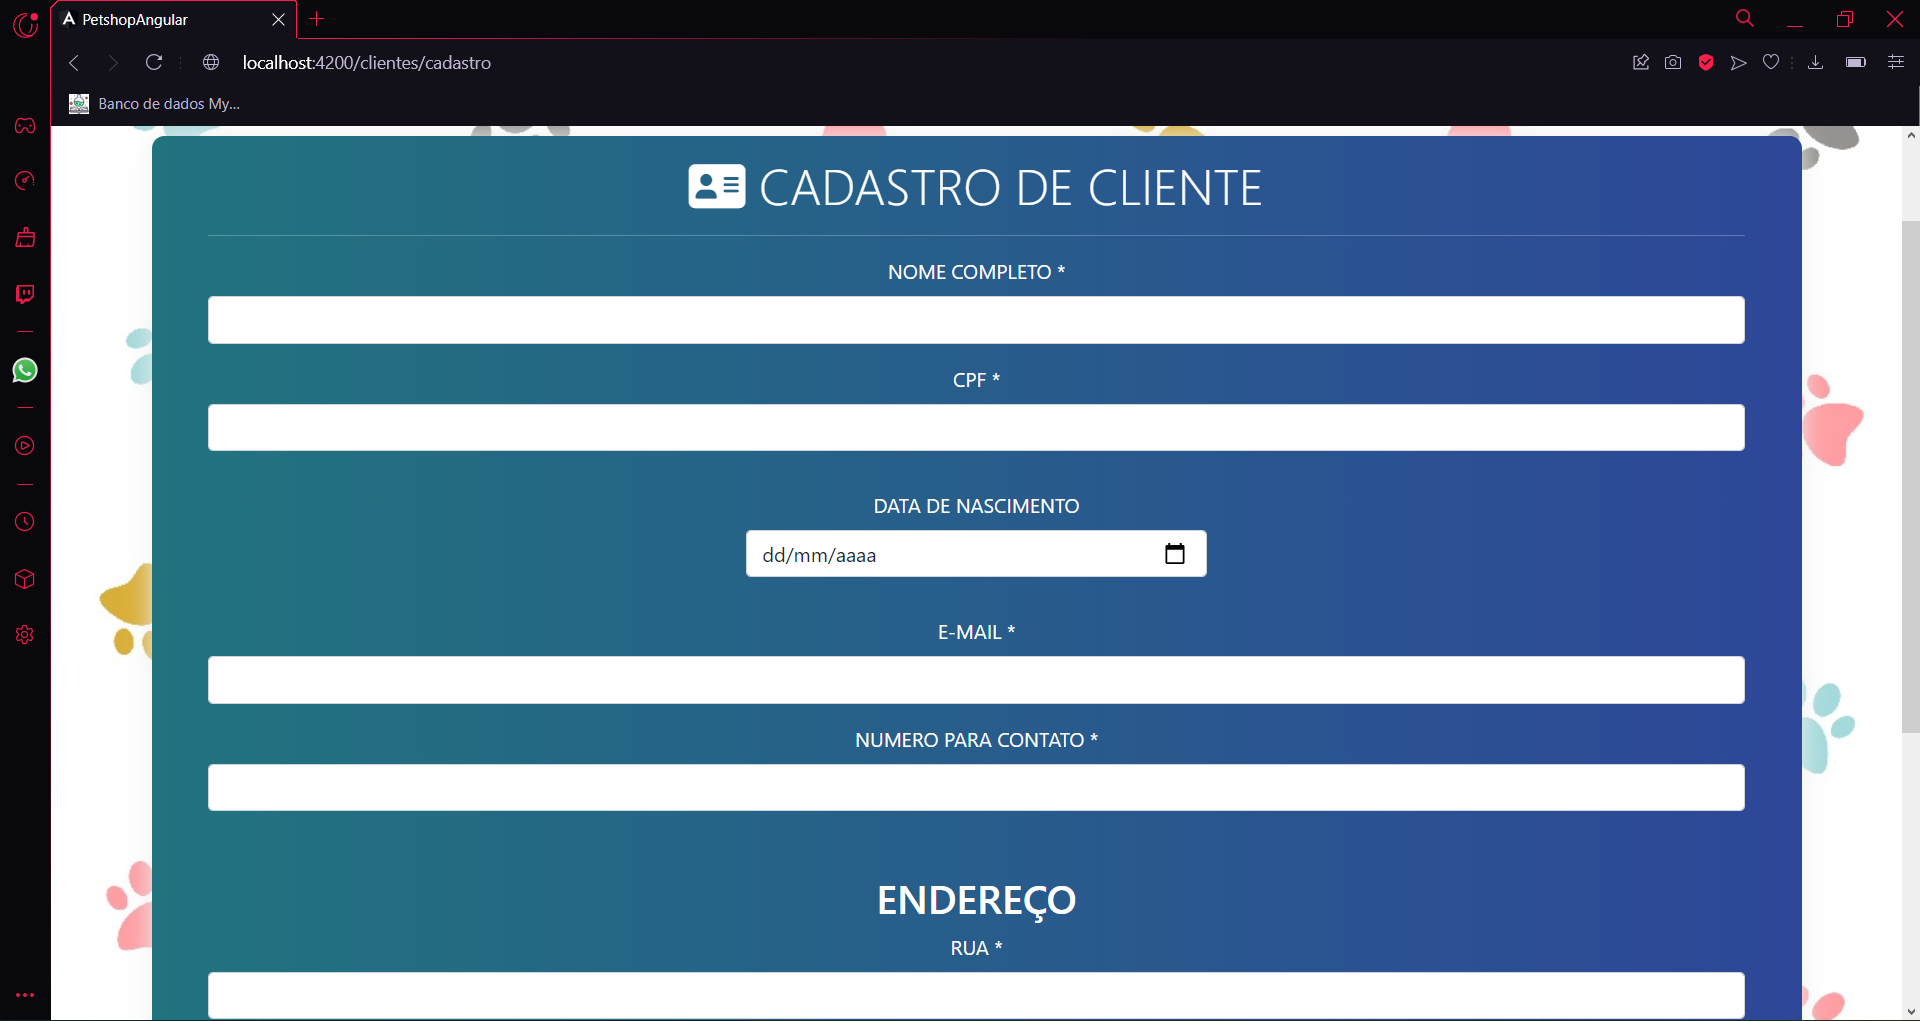 PetshopAngular
localhost:4200/clientes/cadastro
Banco de dados My...
CADASTRO DE CLIENTE
NOME COMPLETO *
CPF *
DATA DE NASCIMENTO
dd/mm/aaaa
E-MAIL *
NUMERO PARA CONTATO *
ENDEREÇO
RUA *